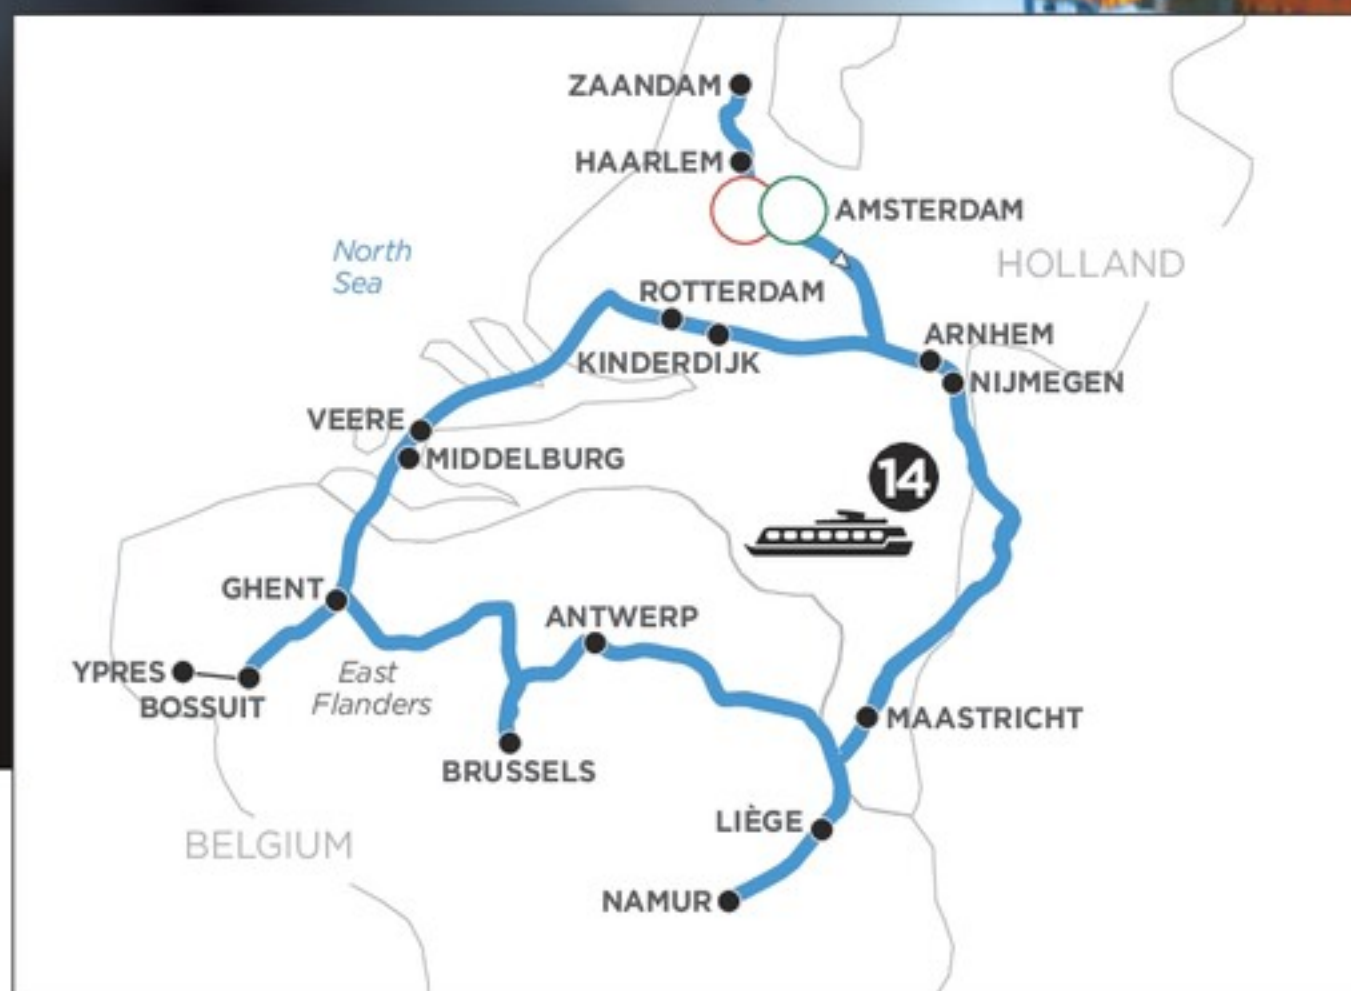 ZAANDAM
HAARLEM
AMSTERDAM
North
Sea
HOLLAND
ROTTERDAM
ARNHEM
KINDERDIJK
NIJMEGEN
VEERE
MIDDELBURG
14
GHENT
ANTWERP
YPRES
East
Flanders
BOSSUIT
MAASTRICHT
BRUSSELS
LIÈGE
BELGIUM
NAMUR